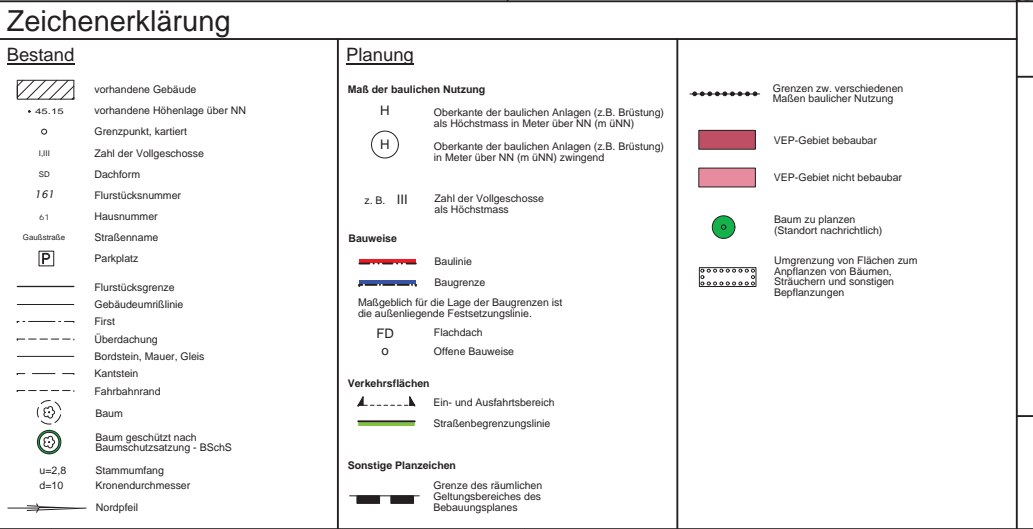 Zeichenerklärung
Bestand
vorhandene Gebäude
45.15 vorhandene Höhenlage über NN
Grenzpunkt, kartiert
I,III Zahl der Vollgeschosse
SD Dachform
161 Flurstücksnummer
61 Hausnummer
Gaußstraße Straßenname
P Parkplatz
Flurstücksgrenze
Gebäudeumrißlinie
First
Überdachung
Bordstein, Mauer, Gleis
Kantstein
Fahrbahnrand
Baum
Baum geschützt nach
Baumschutzsatzung - BSchS
u=2,8 Stammumfang
d=10 Kronendurchmesser
Nordpfeil
Planung
Maß der baulichen Nutzung
H Oberkante der baulichen Anlagen (z.B. Brüstung)
als Höchstmass in Meter über NN (m üNN)
H Oberkante der baulichen Anlagen (z.B. Brüstung)
in Meter über NN (m üNN) zwingend
z. B. III Zahl der Vollgeschosse
als Höchstmass
Bauweise
Baulinie
Baugrenze
Maßgeblich für die Lage der Baugrenzen ist
die außenliegende Festsetzungslinie.
FD Flachdach
o Offene Bauweise
Verkehrsflächen
Ein- und Ausfahrtsbereich
Straßenbegrenzungslinie
Sonstige Planzeichen
Grenze des räumlichen
Geltungsbereiches des
Bebauungsplanes
Grenzen zw. verschiedenen
Maßen baulicher Nutzung
VEP-Gebiet bebaubar
VEP-Gebiet nicht bebaubar
Baum zu planzen
(Standort nachrichtlich)
Umgrenzung von Flächen zum
Anpflanzen von Bäumen,
Sträuchern und sonstigen
Bepflanzungen